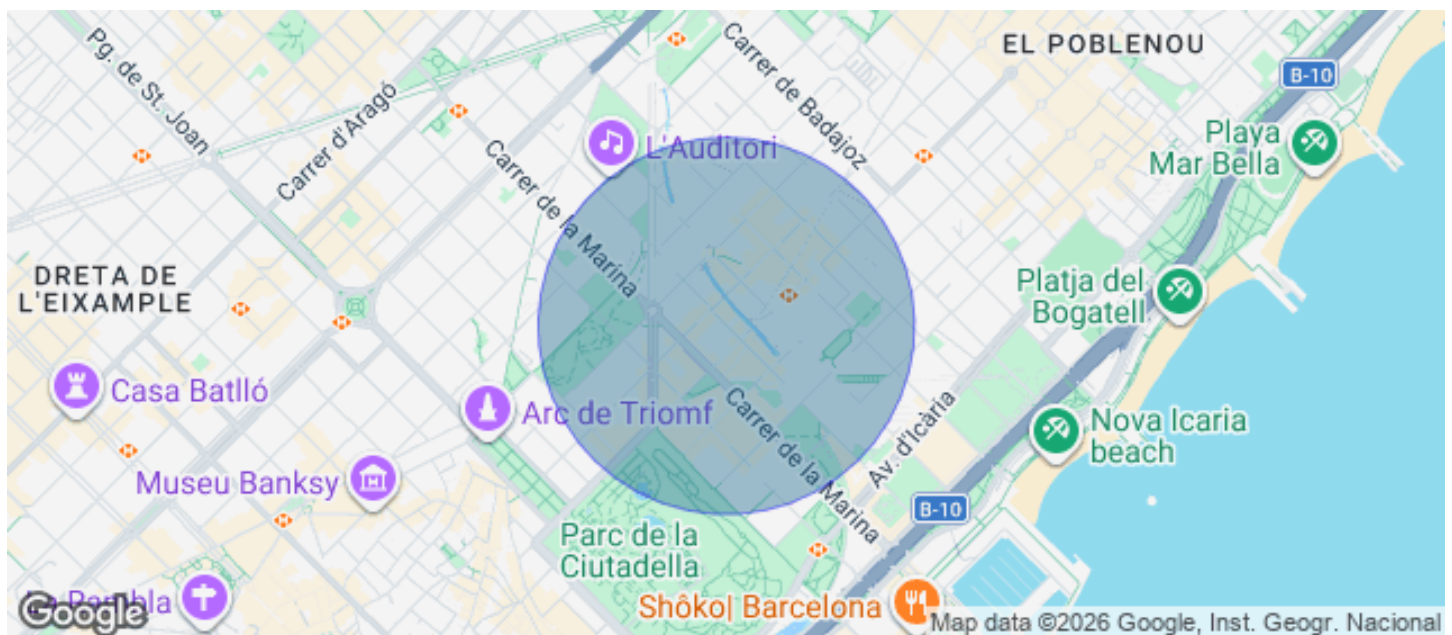 Pg. de St. Joan
Carrer d'Aragó
Carrer de Badajoz
EL POBLENOU
B-10
L'Auditori
Playa
Mar Bella
Carrer de la Marina
DRETA DE
L'EIXAMPLE
Platja del
Bogatell
Casa Batlló
Arc de Triomf
Carrer de la Marina
Av. d'Icària
Nova Icaria
beach
Museu Banksy
B-10
Parc de la
Ciutadella
La Rambla
Google
Shôko| Barcelona
Map data ©2026 Google, Inst. Geogr. Nacional